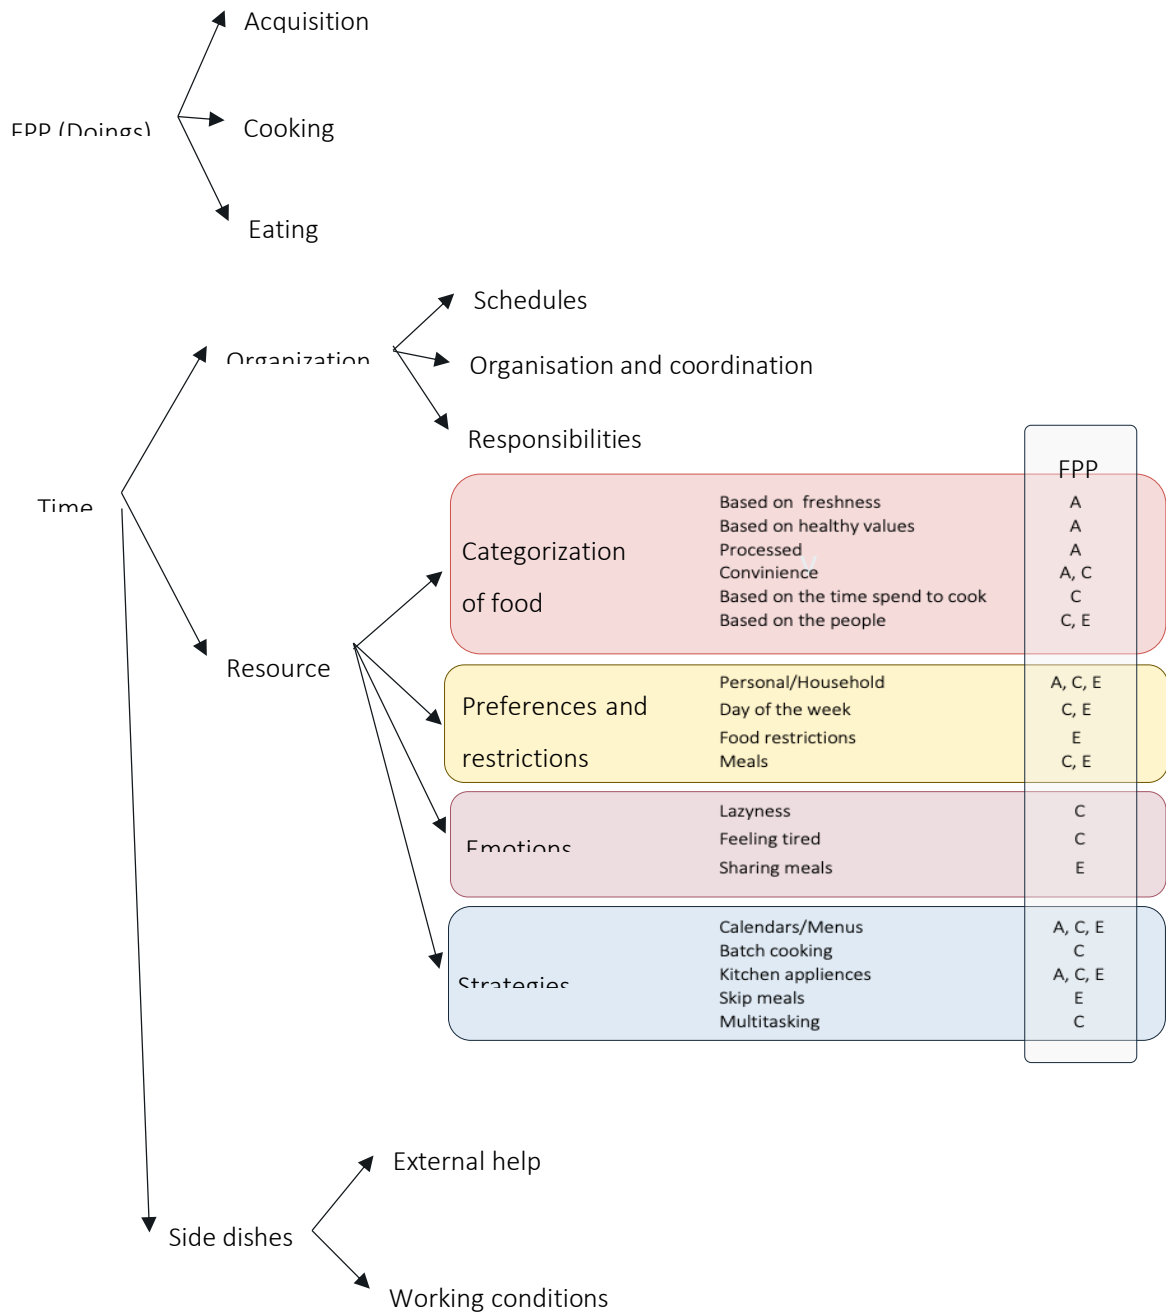 Acquisition
FPP (Doings)
Cooking
Eating
Schedules
Organization
Organisation and coordination
Responsibilities
FPP
Time
Categorization
of food
Based on freshness A
Based on healthy values A
Processed A
Convinience A, C
Based on the time spend to cook C
Based on the people C, E
Resource
Preferences and
restrictions
Personal/Household A, C, E
Day of the week C, E
Food restrictions E
Meals C, E
Emotions
Lazyness C
Feeling tired C
Sharing meals E
Strategies
Calendars/Menus A, C, E
Batch cooking C
Kitchen appliences A, C, E
Skip meals E
Multitasking C
External help
Side dishes
Working conditions